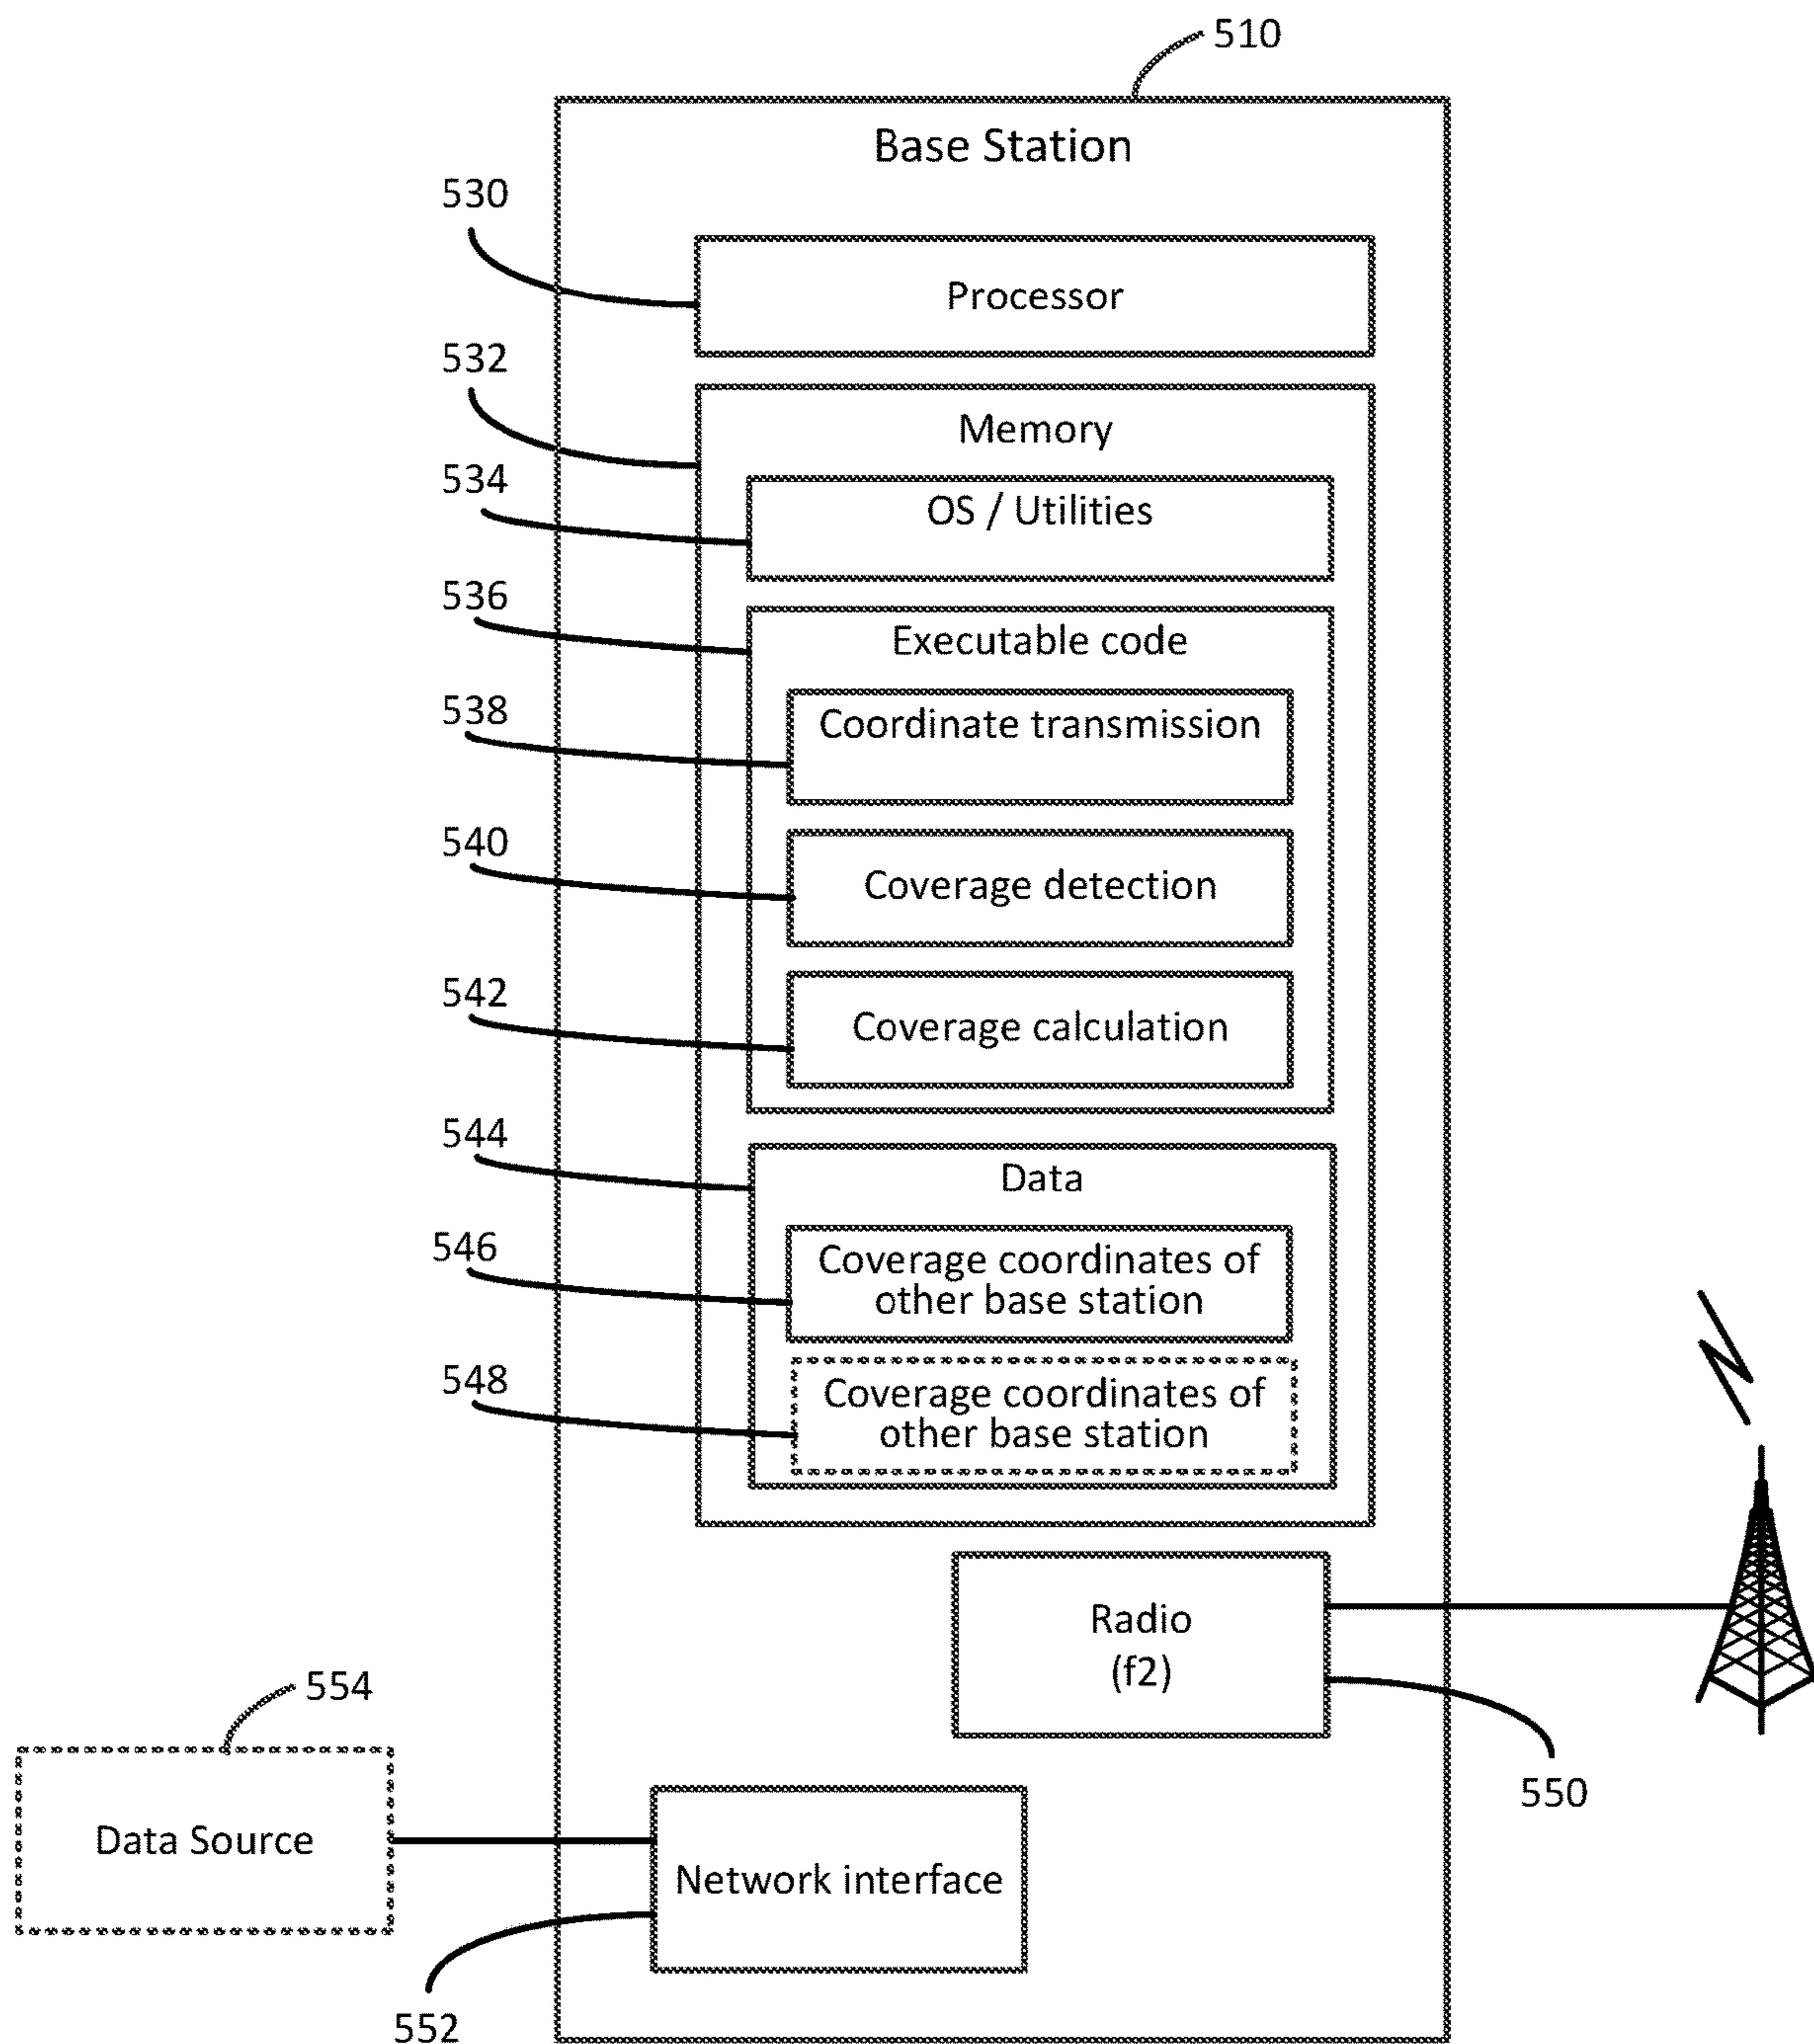 510
Base Station
530
Processor
532
Memory
534
OS / Utilities
536
Executable code
538
Coordinate transmission
540
Coverage detection
542
Coverage calculation
544
Data
546
Coverage coordinates of
other base station
548
Coverage coordinates of
other base station
Radio
(f2)
550
554
Data Source
Network interface
552